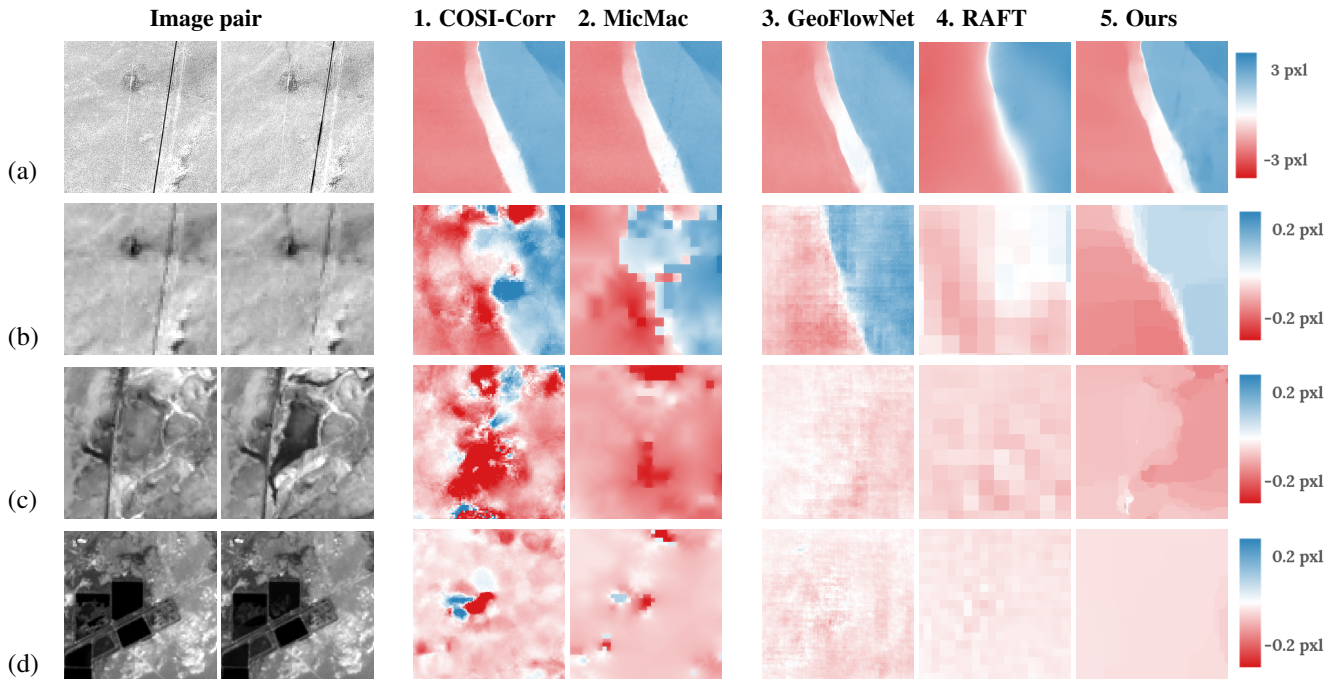 Image pair 1. COSI-Corr 2. MicMac 3. GeoFlowNet 4. RAFT 5. Ours
3 pxl
-3 pxl
(a)
0.2 pxl
-0.2 pxl
(b)
0.2 pxl
-0.2 pxl
(c)
0.2 pxl
-0.2 pxl
(d)